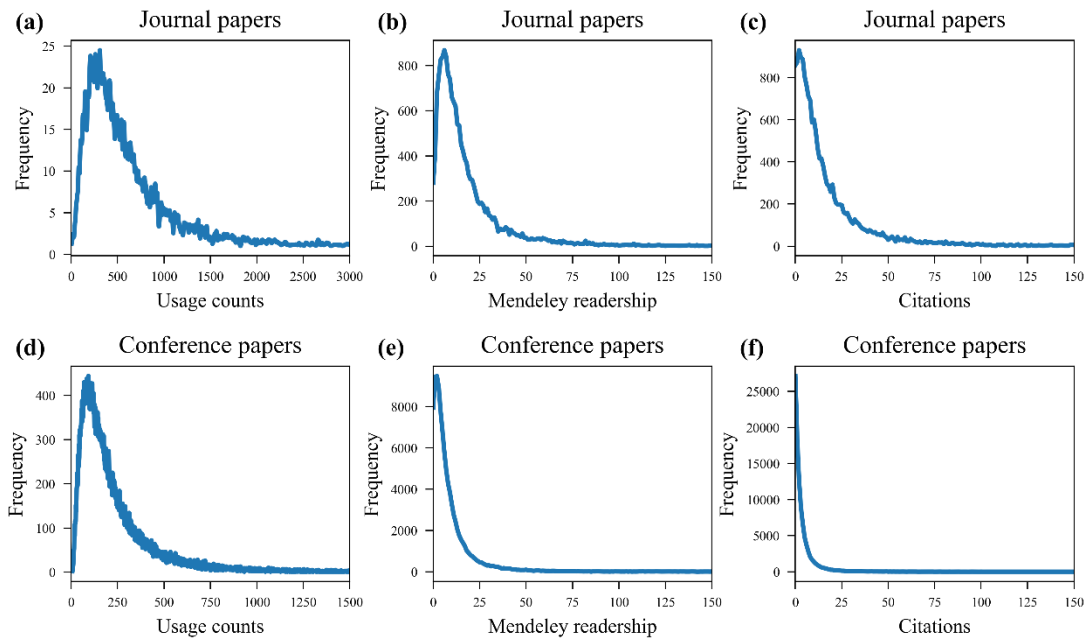 (a) Journal papers
25
20
15
10
5
0
Frequency
0 500 1000 1500 2000 2500 3000
Usage counts
(b) Journal papers
800
600
400
200
0
Frequency
0 25 50 75 100 125 150
Mendeley readership
(c) Journal papers
800
600
400
200
0
Frequency
0 25 50 75 100 125 150
Citations
(d) Conference papers
400
300
200
100
0
Frequency
0 250 500 750 1000 1250 1500
Usage counts
(e) Conference papers
8000
6000
4000
2000
0
Frequency
0 25 50 75 100 125 150
Mendeley readership
(f) Conference papers
25000
20000
15000
10000
5000
0
Frequency
0 25 50 75 100 125 150
Citations